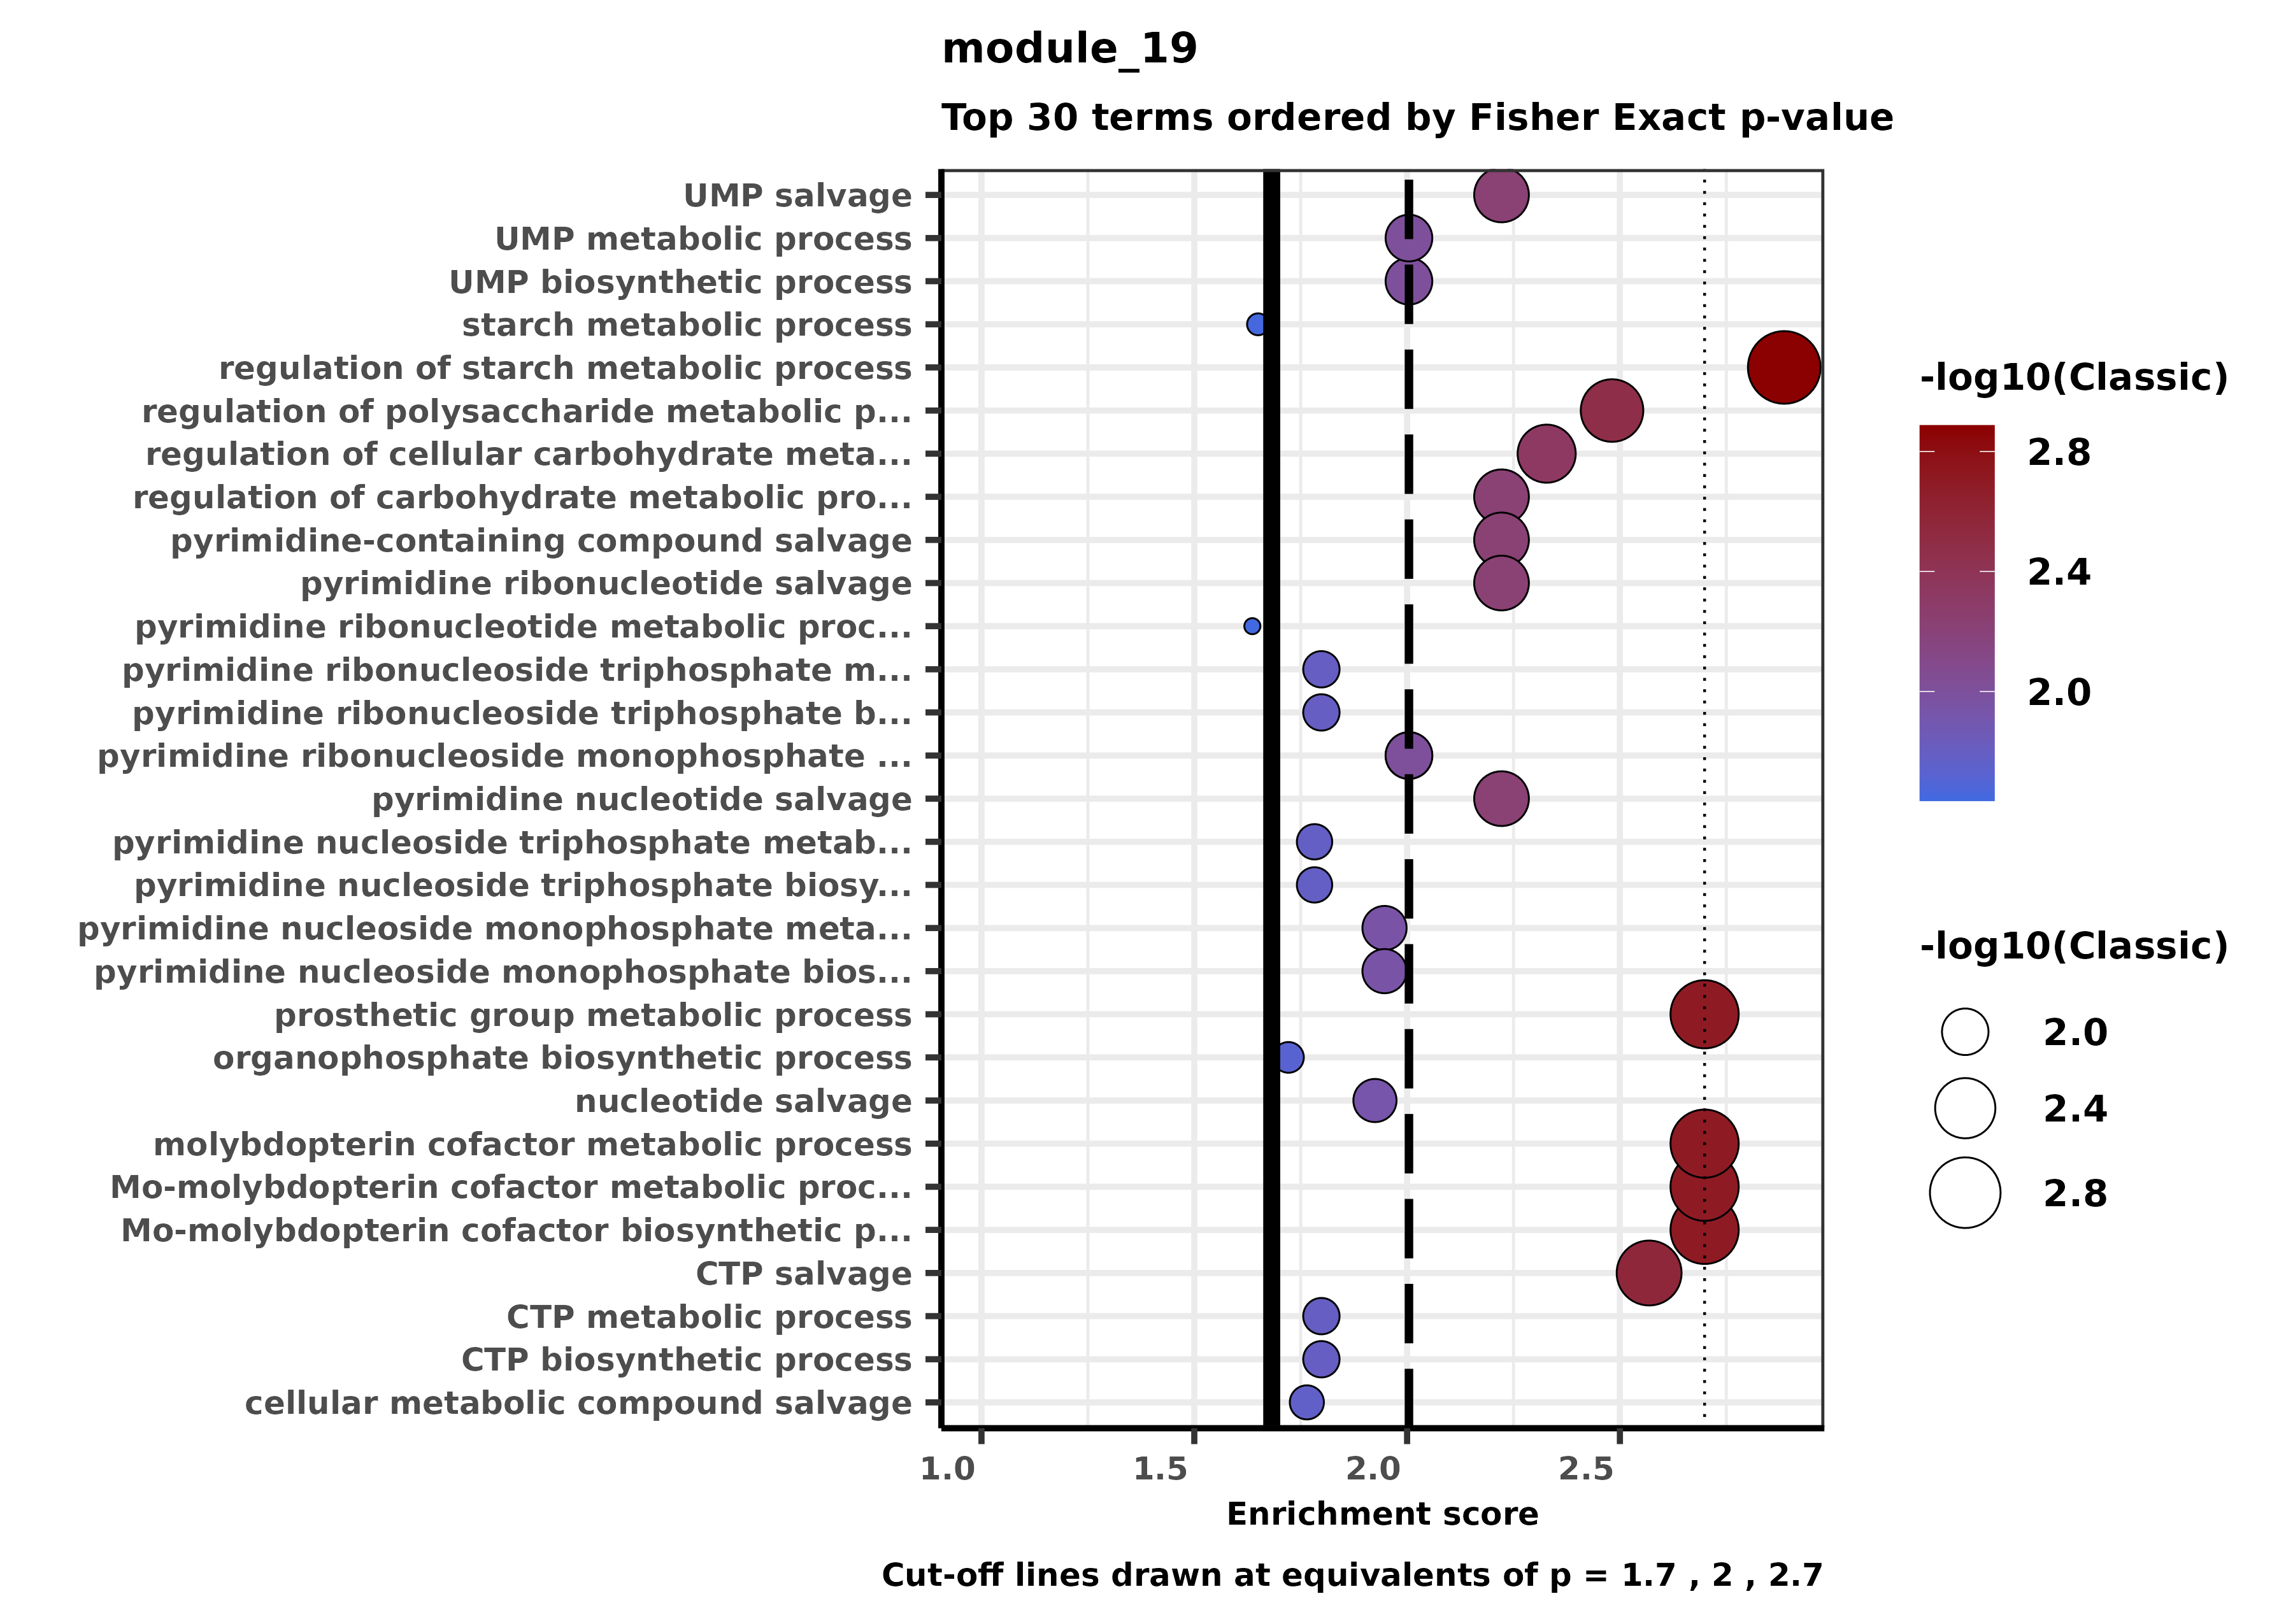 module_19
Top 30 terms ordered by Fisher Exact p-value
UMP salvage
UMP metabolic process
UMP biosynthetic process
starch metabolic process
regulation of starch metabolic process
regulation of polysaccharide metabolic p...
regulation of cellular carbohydrate meta...
regulation of carbohydrate metabolic pro...
pyrimidine-containing compound salvage
pyrimidine ribonucleotide salvage
pyrimidine ribonucleotide metabolic proc...
pyrimidine ribonucleoside triphosphate m...
pyrimidine ribonucleoside triphosphate b...
pyrimidine ribonucleoside monophosphate ...
pyrimidine nucleotide salvage
pyrimidine nucleoside triphosphate metab...
pyrimidine nucleoside triphosphate biosy...
pyrimidine nucleoside monophosphate meta...
pyrimidine nucleoside monophosphate bios...
prosthetic group metabolic process
organophosphate biosynthetic process
nucleotide salvage
molybdopterin cofactor metabolic process
Mo-molybdopterin cofactor metabolic proc...
Mo-molybdopterin cofactor biosynthetic p...
CTP salvage
CTP metabolic process
CTP biosynthetic process
cellular metabolic compound salvage
1.0 1.5 2.0 2.5
Enrichment score
Cut-off lines drawn at equivalents of p = 1.7 , 2 , 2.7
-log10(Classic)
2.8
2.4
2.0
-log10(Classic)
2.0
2.4
2.8